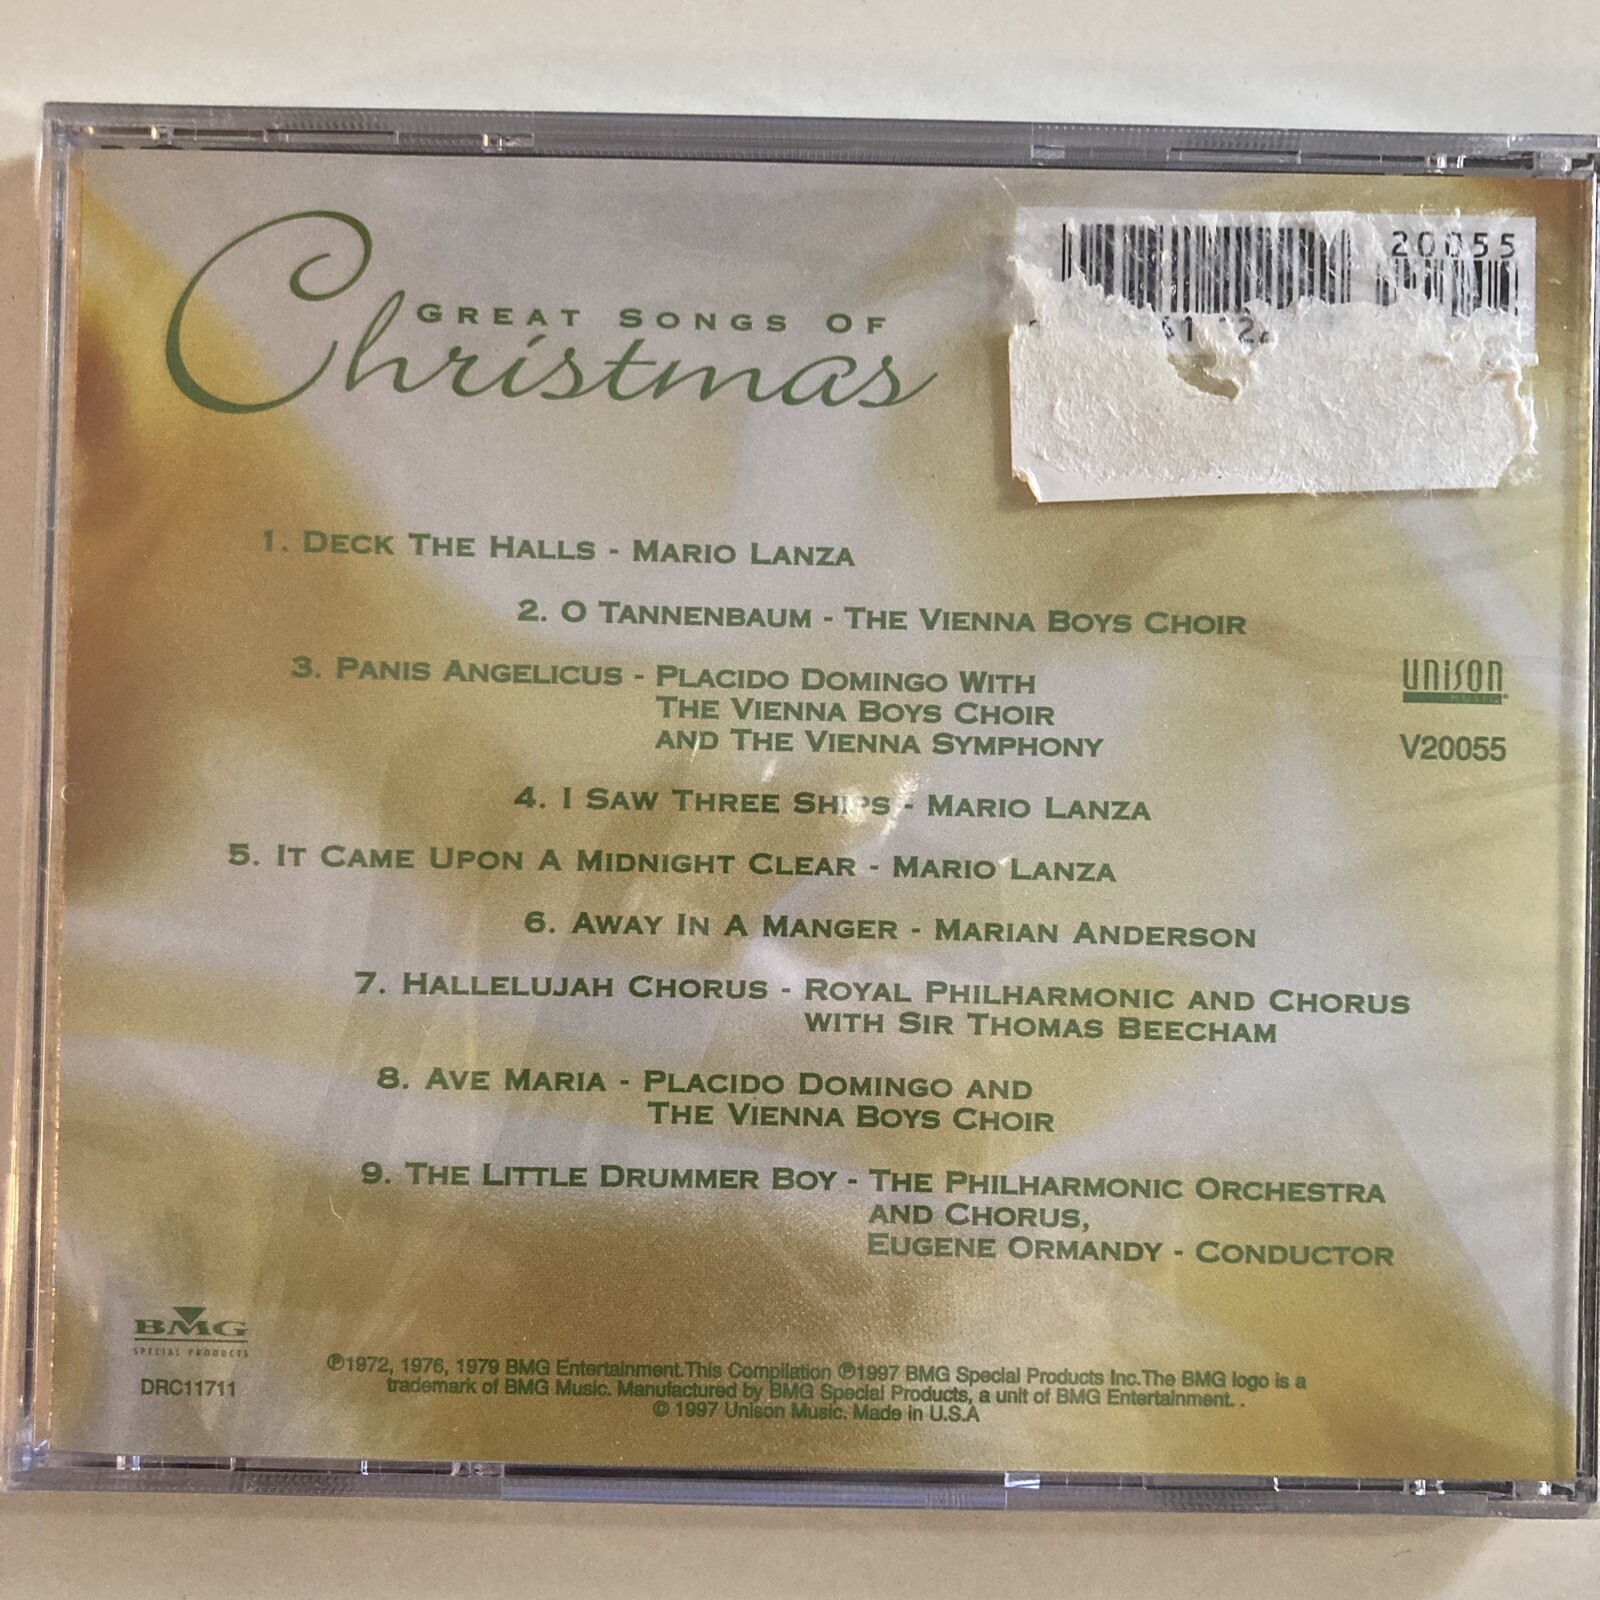 GREAT SONGS OF
Christmas
20055
1. DECK THE HALLS - MARIO LANZA
2. O TANNENBAUM - THE VIENNA BOYS CHOIR
3. PANIS ANGELICUS - PLACIDO DOMINGO WITH
THE VIENNA BOYS CHOIR
AND THE VIENNA SYMPHONY
4. I SAW THREE SHIPS - MARIO LANZA
5. IT CAME UPON A MIDNIGHT CLEAR - MARIO LANZA
6. AWAY IN A MANGER - MARIAN ANDERSON
7. HALLELUJAH CHORUS - ROYAL PHILHARMONIC AND CHORUS
WITH SIR THOMAS BEECHAM
8. AVE MARIA - PLACIDO DOMINGO AND
THE VIENNA BOYS CHOIR
9. THE LITTLE DRUMMER BOY - THE PHILHARMONIC ORCHESTRA
AND CHORUS,
EUGENE ORMANDY - CONDUCTOR
UNISON
MUSIC
V20055
BMG
SPECIAL PRODUCTS
DRC11711
℗1972, 1976, 1979 BMG Entertainment.This Compilation ℗1997 BMG Special Products Inc.The BMG logo is a
trademark of BMG Music. Manufactured by BMG Special Products, a unit of BMG Entertainment. .
© 1997 Unison Music. Made in U.S.A